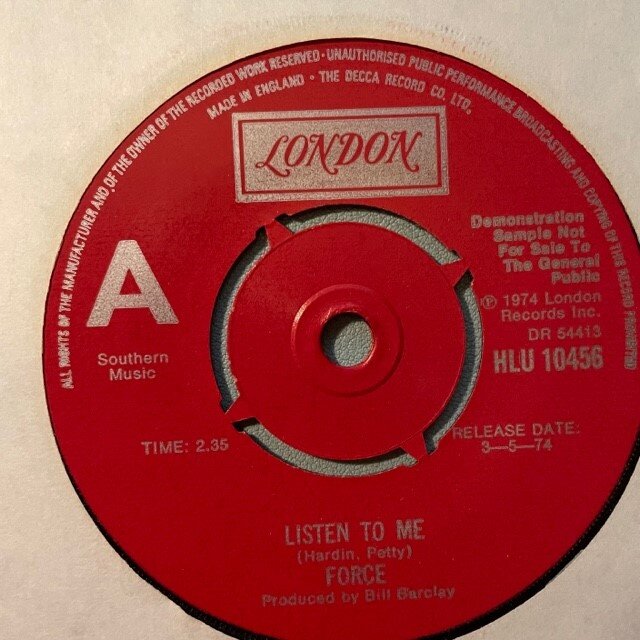 ALL RIGHTS OF THE MANUFACTURER AND OF THE OWNER OF THE RECORDED WORK RESERVED · UNAUTHORISED PUBLIC PERFORMANCE BROADCASTING AND COPYING OF THIS RECORD PROHIBITED
MADE IN ENGLAND · THE DECCA RECORD CO. LTD.
LONDON
A
Southern
Music
Demonstration
Sample Not
For Sale To
The General
Public
℗ 1974 London
Records Inc.
DR 54413
HLU 10456
TIME: 2.35
RELEASE DATE:
3—5—74
LISTEN TO ME
(Hardin, Petty)
FORCE
Produced by Bill Barclay